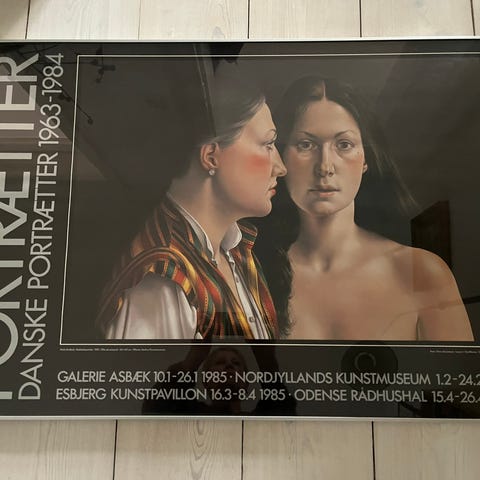 PORTRÆTTER
DANSKE PORTRÆTTER 1963-1984
GALERIE ASBÆK 10.1-26.1 1985 · NORDJYLLANDS KUNSTMUSEUM 1.2-24.2
ESBJERG KUNSTPAVILLON 16.3-8.4 1985 · ODENSE RÅDHUSHAL 15.4-26.4